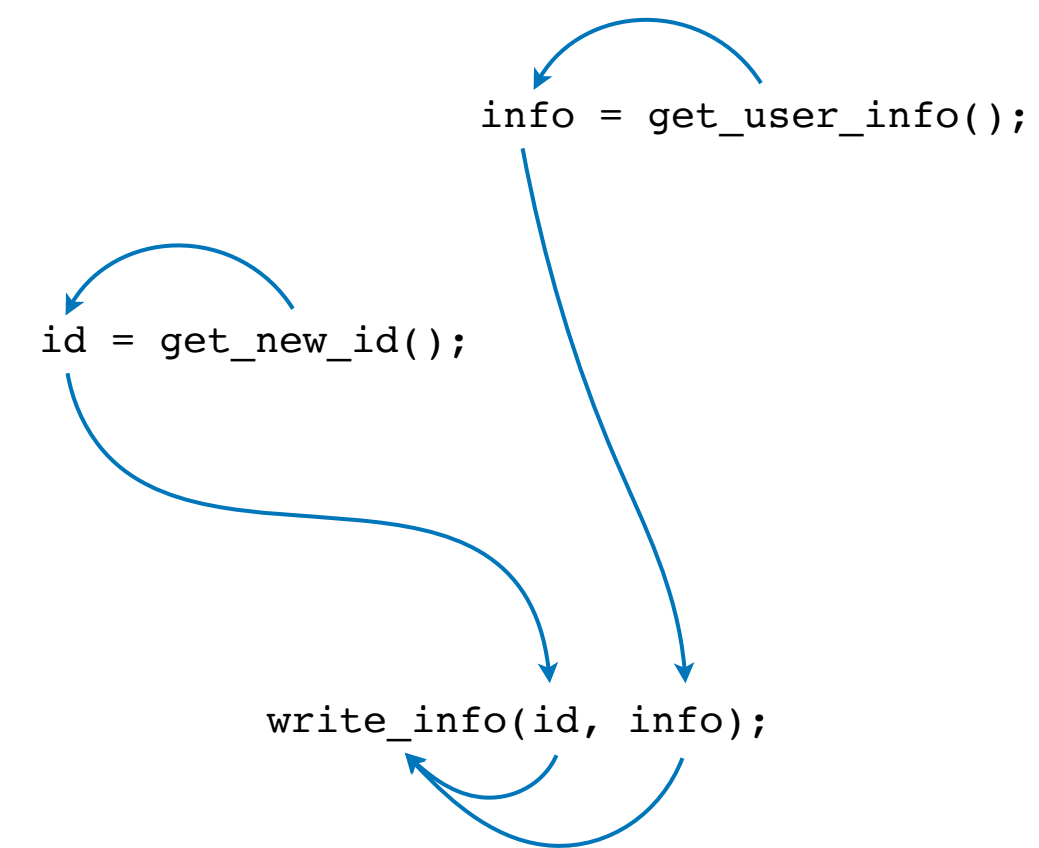 info = get_user_info();
id = get_new_id();
write_info(id, info);